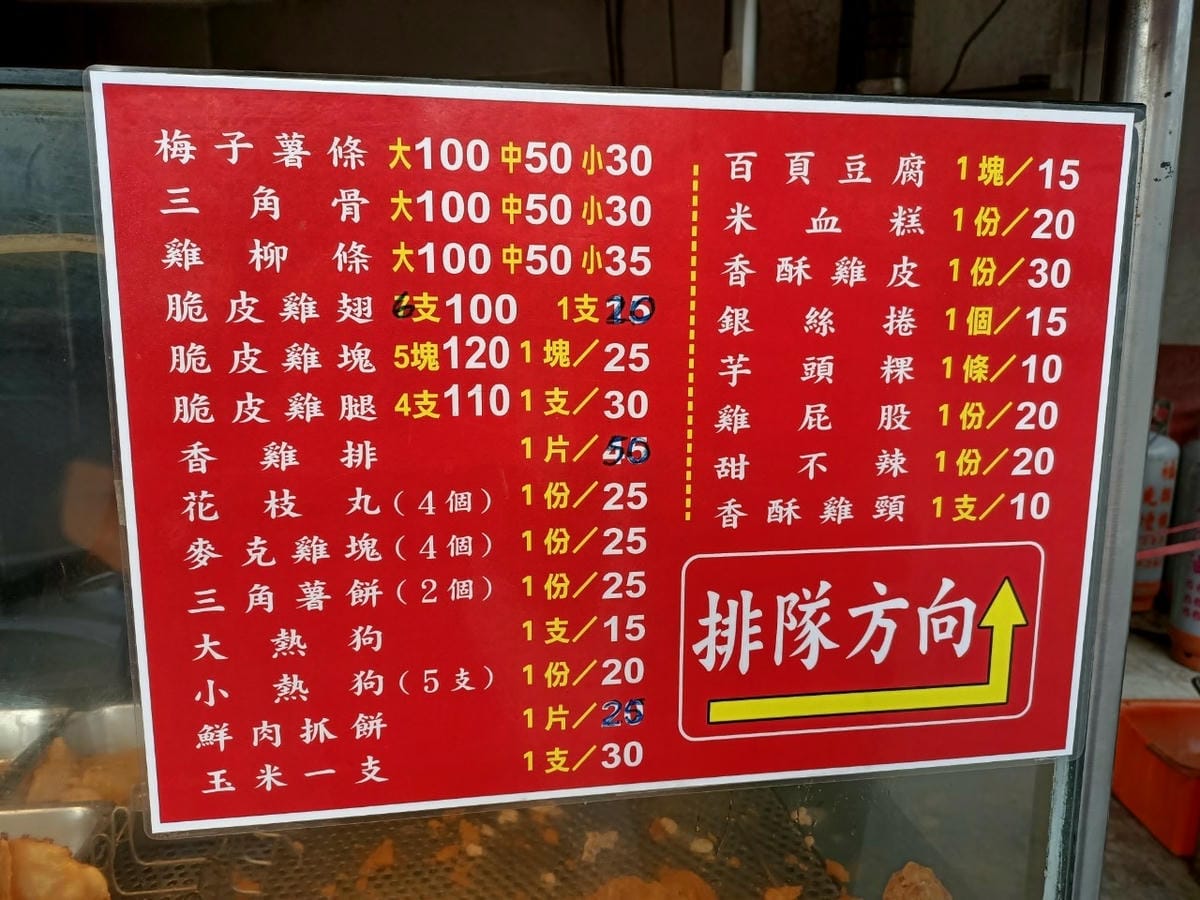 梅子薯條 大100 中50 小30
三角骨 大100 中50 小30
雞柳條 大100 中50 小35
脆皮雞翅 6支100 1支20
脆皮雞塊 5塊120 1塊/25
脆皮雞腿 4支110 1支/30
香雞排 1片/50
花枝丸(4個) 1份/25
麥克雞塊(4個) 1份/25
三角薯餅(2個) 1份/25
大熱狗 1支/15
小熱狗(5支) 1份/20
鮮肉抓餅 1片/25
玉米一支 1支/30
百頁豆腐 1塊/15
米血糕 1份/20
香酥雞皮 1份/30
銀絲捲 1個/15
芋頭粿 1條/10
雞屁股 1份/20
甜不辣 1份/20
香酥雞頸 1支/10
排隊方向